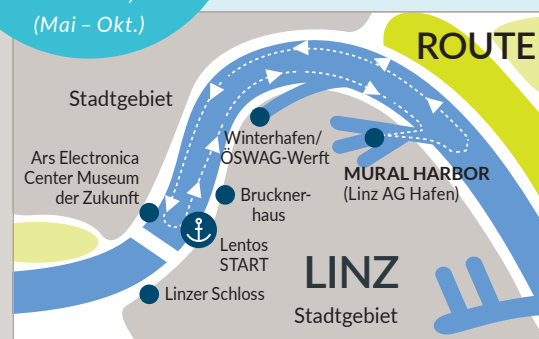 (Mai – Okt.)
ROUTE
Stadtgebiet
Winterhafen/
ÖSWAG-Werft
Ars Electronica
Center Museum
der Zukunft
MURAL HARBOR
(Linz AG Hafen)
Bruckner-
haus
Lentos
START
LINZ
Linzer Schloss
Stadtgebiet